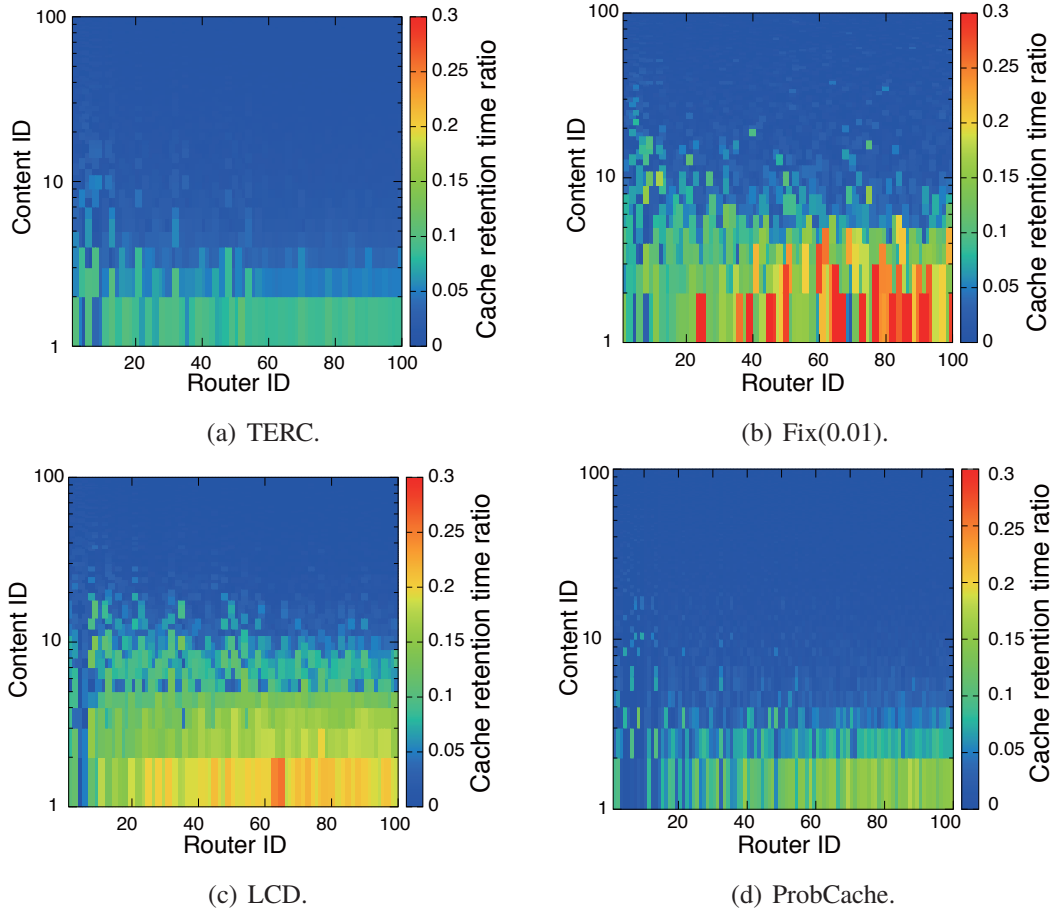 100
10
1
Content ID
20 40 60 80 100
Router ID
0.3
0.25
0.2
0.15
0.1
0.05
0
Cache retention time ratio
(a) TERC.
100
10
1
Content ID
20 40 60 80 100
Router ID
0.3
0.25
0.2
0.15
0.1
0.05
0
Cache retention time ratio
(b) Fix(0.01).
100
10
1
Content ID
20 40 60 80 100
Router ID
0.3
0.25
0.2
0.15
0.1
0.05
0
Cache retention time ratio
(c) LCD.
100
10
1
Content ID
20 40 60 80 100
Router ID
0.3
0.25
0.2
0.15
0.1
0.05
0
Cache retention time ratio
(d) ProbCache.